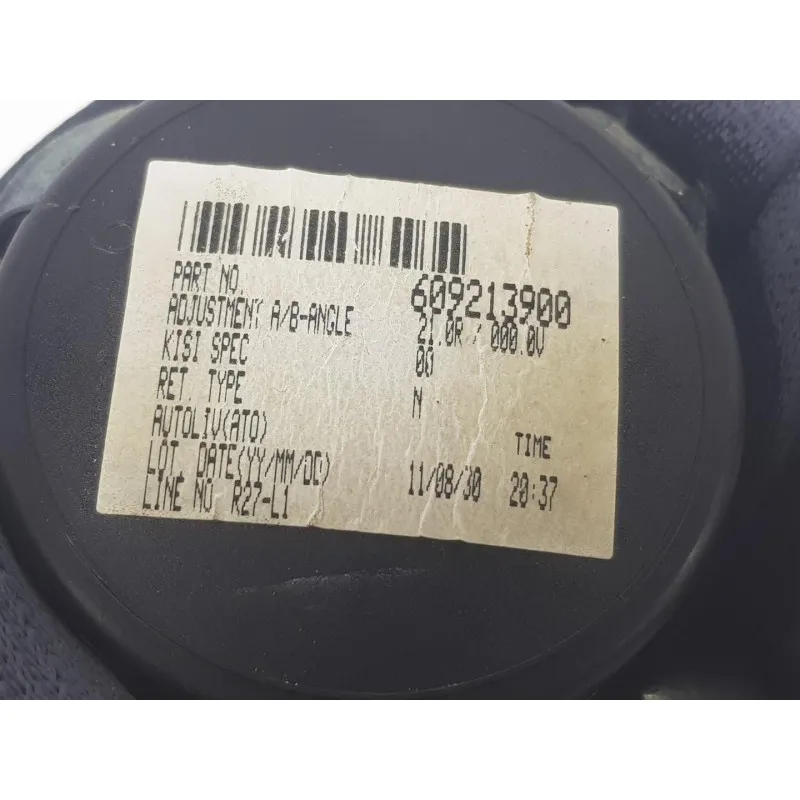 PART NO. 609213900
ADJUSTMENT A/B-ANGLE 21.0R / 000.0V
KISI SPEC 00
RET. TYPE N
AUTOLIV(ATO) TIME
LOT. DATE(YY/MM/DD) 11/08/30 20:37
LINE NO R27-L1